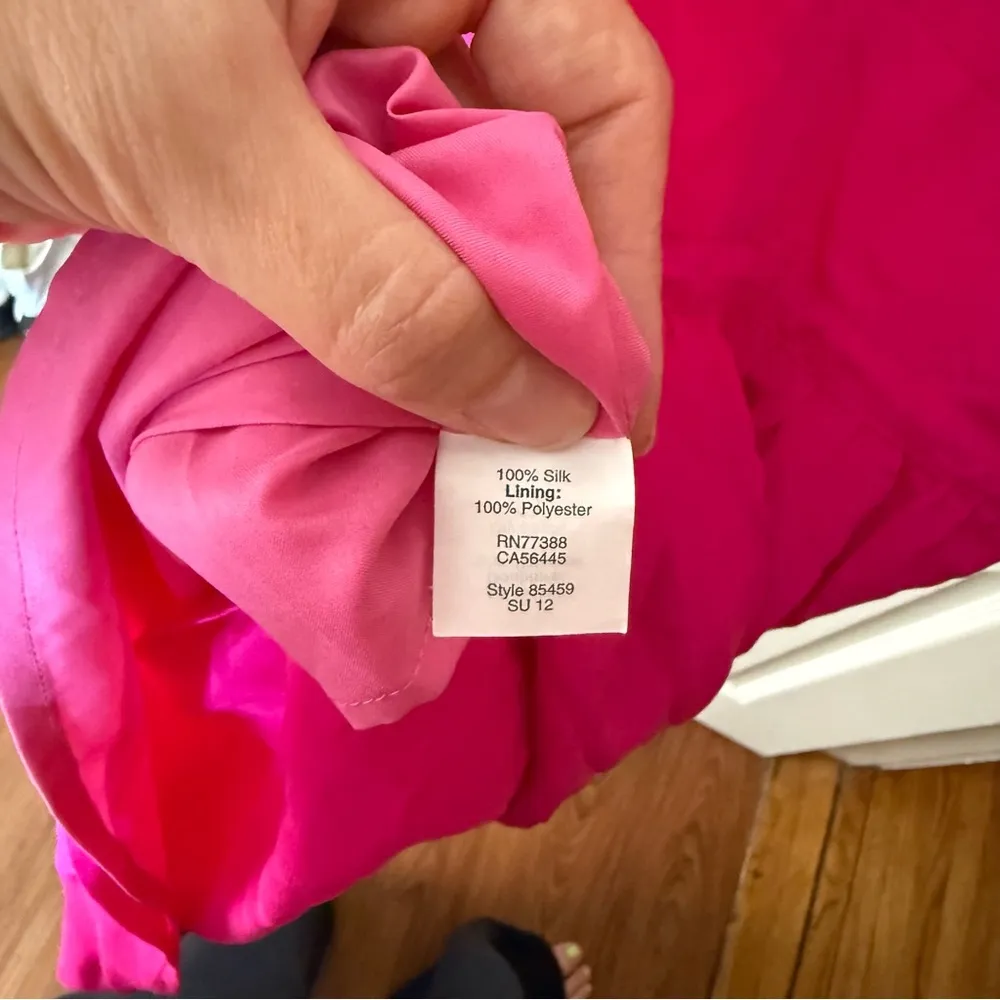 100% Silk
Lining:
100% Polyester
RN77388
CA56445
Style 85459
SU 12